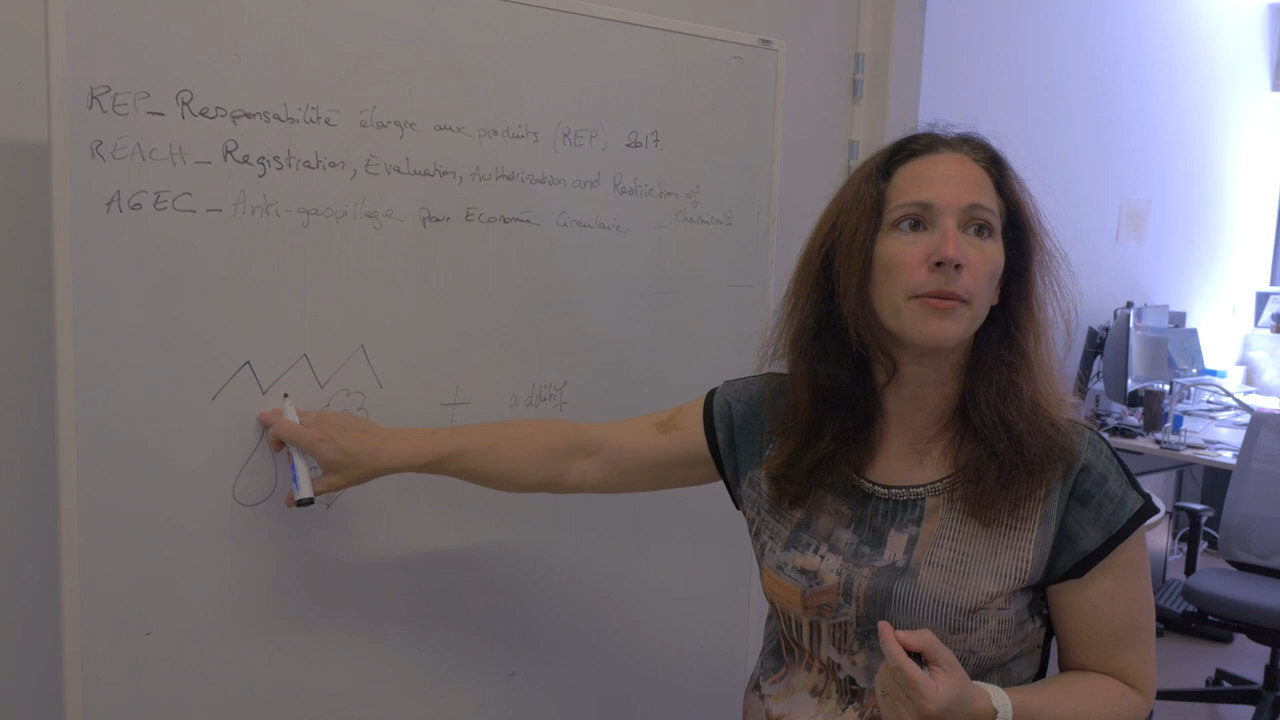 REP_ Responsabilité élargie aux produits (REP) 2017.
REACH_ Registration, Evaluation, Authorization and Restriction of
Chemicals
AGEC_ Anti-gaspillage pour Economie Circulaire _
+ additif